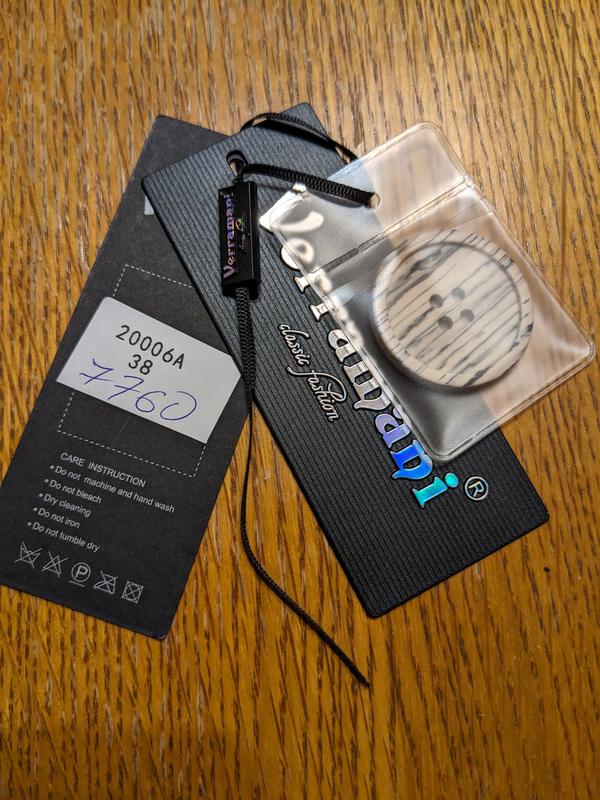 20006A
38
7760
CARE INSTRUCTION
• Do not machine and hand wash
• Do not bleach
• Dry cleaning
• Do not iron
• Do not tumble dry
P
Verramani
Verramani®
classic fashion